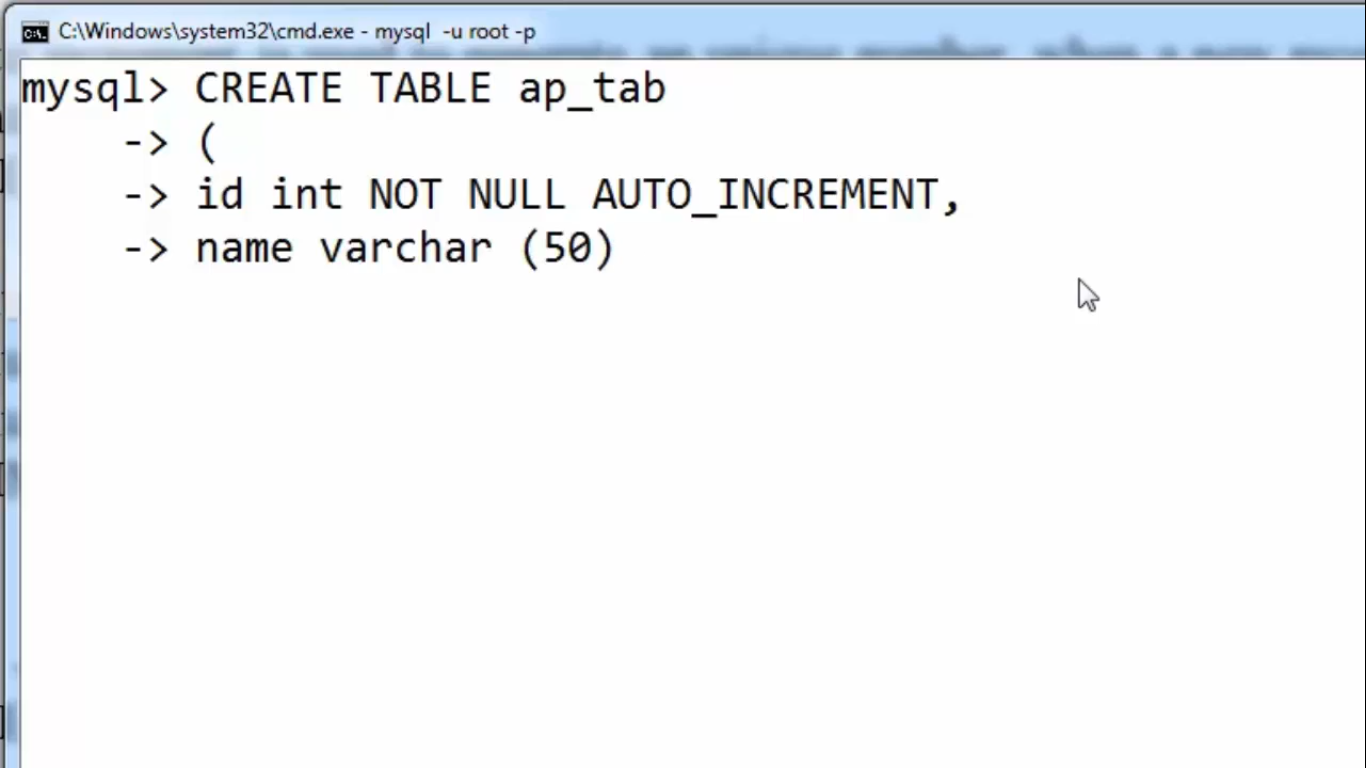 C:\Windows\system32\cmd.exe - mysql -u root -p
mysql> CREATE TABLE ap_tab
-> (
-> id int NOT NULL AUTO_INCREMENT,
-> name varchar (50)